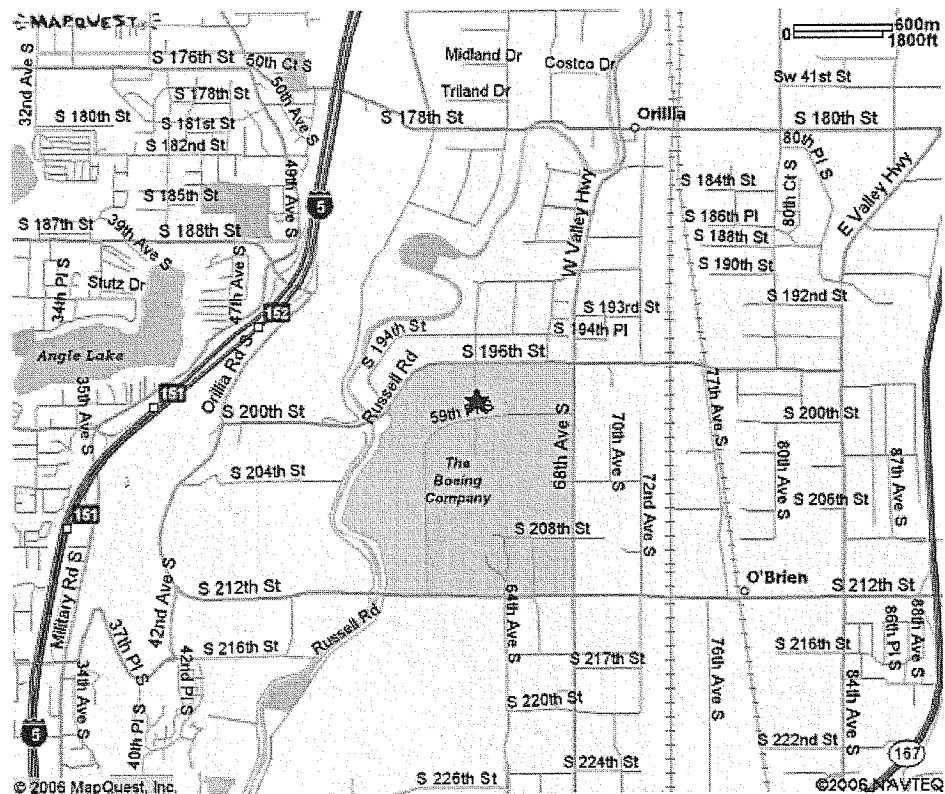 MAPQUEST
600m
0
1800ft
32nd Ave S
S 176th St
50th Ct S
Midland Dr
Costco Dr
Sw 41st St
S 178th St
50th Ave S
Triland Dr
S 180th St
S 181st St
S 178th St
Orillia
S 180th St
S 182nd St
80th Pl S
49th Ave S
W Valley Hwy
S 184th St
80th Ct S
E Valley Hwy
S 185th St
5
S 186th Pl
S 187th St
39th Ave S
S 188th St
S 188th St
47th Ave S
S 190th St
34th Pl S
Stutz Dr
S 192nd St
152
S 193rd St
S 194th St
S 194th Pl
Angle Lake
Orillia Rd S
S 196th St
Russell Rd
77th Ave S
35th Ave S
151
59th Pl S
S 200th St
68th Ave S
70th Ave S
S 200th St
80th Ave S
87th Ave S
S 204th St
The
Boeing
Company
72nd Ave S
S 206th St
151
S 208th St
Military Rd S
42nd Ave S
S 212th St
64th Ave S
O'Brien
S 212th St
88th Ave S
86th Pl S
37th Pl S
Russell Rd
76th Ave S
S 216th St
S 216th St
34th Ave S
42nd Pl S
S 217th St
84th Ave S
40th Pl S
S 220th St
5
S 222nd St
167
S 224th St
S 226th St
© 2006 MapQuest, Inc.
©2006 NAVTEQ